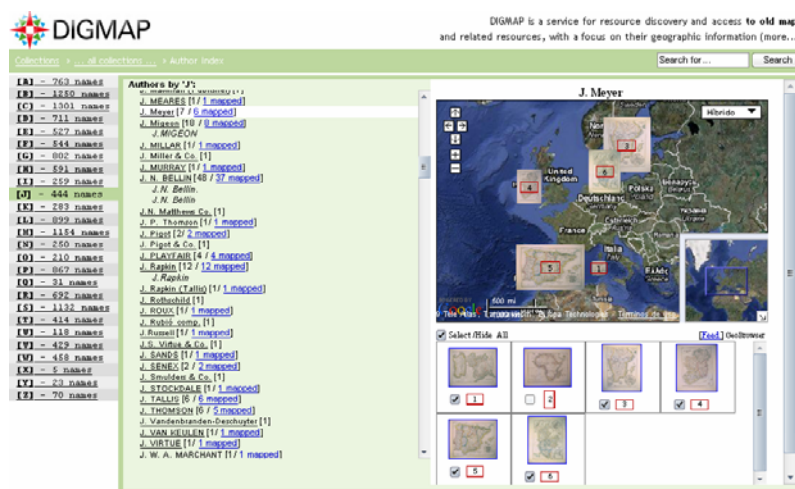 DIGMAP
DIGMAP is a service for resource discovery and access to old map
and related resources, with a focus on their geographic information (more...
Collections > ... all collections ... > Author Index
Search for...
Search
[A] - 763 names
[B] - 1250 names
[C] - 1301 names
[D] - 711 names
[E] - 527 names
[F] - 544 names
[G] - 802 names
[H] - 591 names
[I] - 259 names
[J] - 444 names
[K] - 283 names
[L] - 899 names
[M] - 1154 names
[N] - 250 names
[O] - 210 names
[P] - 867 names
[Q] - 31 names
[R] - 692 names
[S] - 1132 names
[T] - 414 names
[U] - 118 names
[V] - 429 names
[W] - 458 names
[X] - 5 names
[Y] - 23 names
[Z] - 70 names
Authors by 'J':
J. MEARES [1/ 1 mapped]
J. Meyer [7 / 6 mapped]
J. Migeon [10 / 8 mapped]
J.MIGEON
J. MILLAR [1/ 1 mapped]
J. Miller & Co. [1]
J. MURRAY [1/ 1 mapped]
J. N. BELLIN [48 / 37 mapped]
J.N. Bellin.
J.N. Bellin
J.N. Matthews Co. [1]
J. P. Thomson [1/ 1 mapped]
J. Pigot [2/ 2 mapped]
J. Pigot & Co. [1]
J. PLAYFAIR [4 / 4 mapped]
J. Rapkin [12 / 12 mapped]
J.Rapkin
J. Rapkin (Tallis) [1/ 1 mapped]
J. Rothschild [1]
J. ROUX [1/ 1 mapped]
J. Rubió comp. [1]
J.Russell [1/ 1 mapped]
J.S. Virtue & Co. [1]
J. SANDS [1/ 1 mapped]
J. SENEX [2 / 2 mapped]
J. Smulders & Co. [1]
J. STOCKDALE [1/ 1 mapped]
J. TALLIS [6 / 6 mapped]
J. THOMSON [6 / 5 mapped]
J. Vandenbranden-Deschuyter [1]
J. VAN KEULEN [1/ 1 mapped]
J. VIRTUE [1/ 1 mapped]
J. W. A. MARCHANT [1/ 1 mapped]
J. Meyer
Híbrido
3
6
4
United
Kingdom
Polska
Deutschland
France
Italia
5
1
500 mi
Select/Hide All
[Feed] GeoBrowser
1
2
3
4
5
6